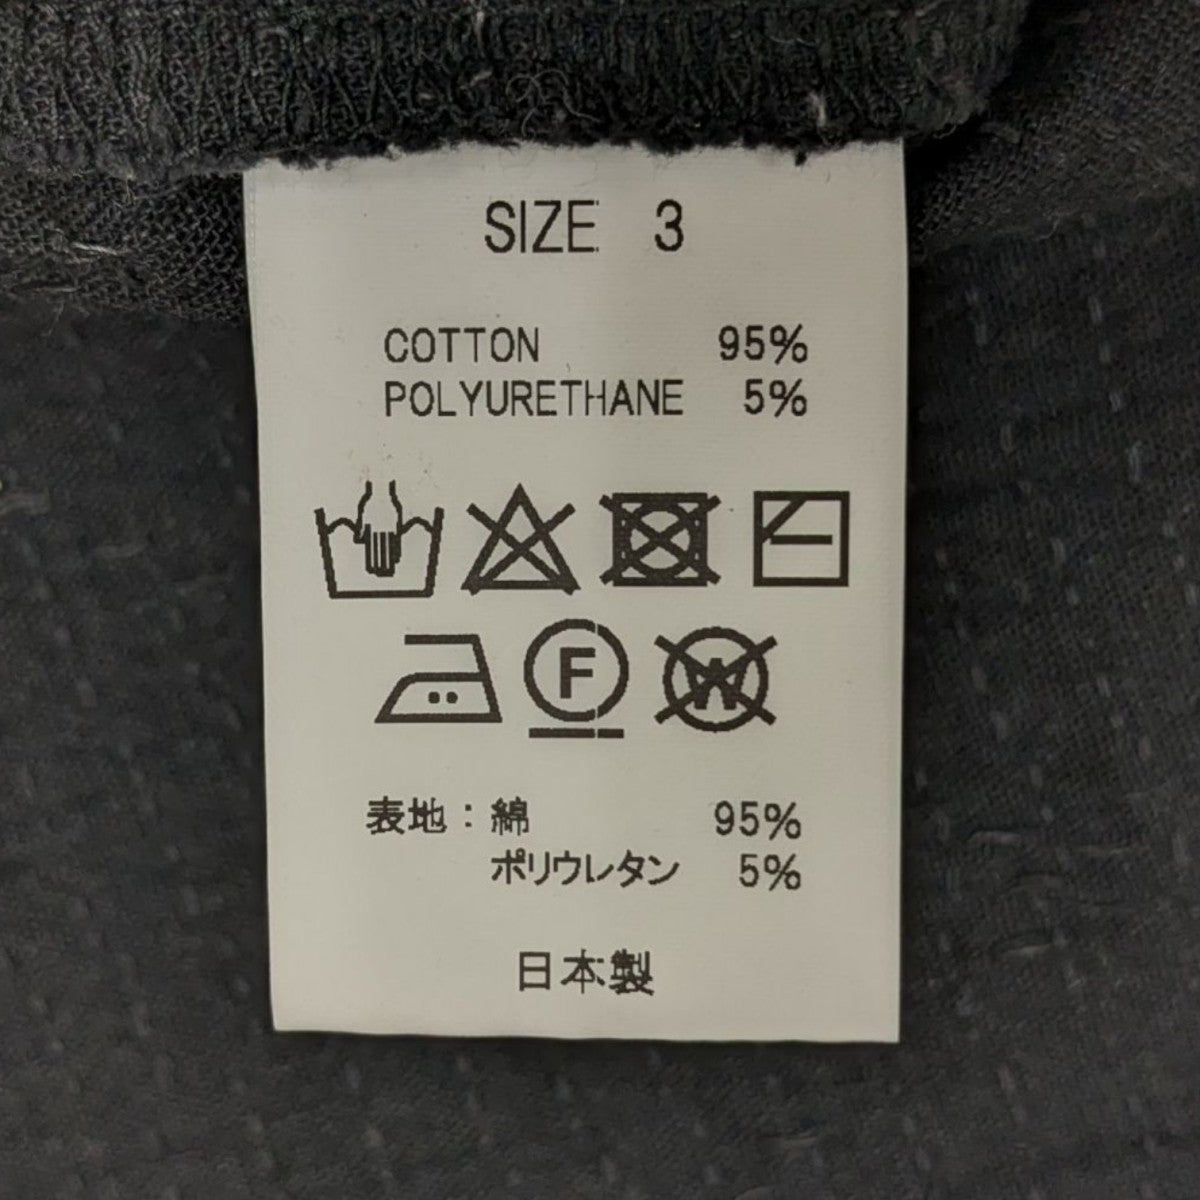 SIZE 3
COTTON 95%
POLYURETHANE 5%
F
W
表地：綿 95%
ポリウレタン 5%
日本製